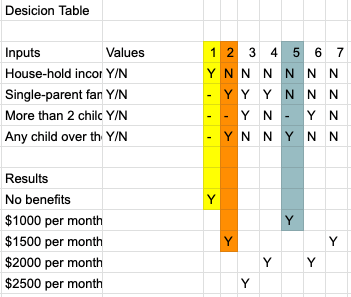 Desicion Table
Inputs Values 1 2 3 4 5 6 7
House-hold incor Y/N Y N N N N N N
Single-parent far Y/N - Y Y Y N N N
More than 2 chilc Y/N - - Y N - Y N
Any child over th Y/N - Y N N Y N N
Results
No benefits Y
$1000 per month Y
$1500 per month Y Y
$2000 per month Y Y
$2500 per month Y